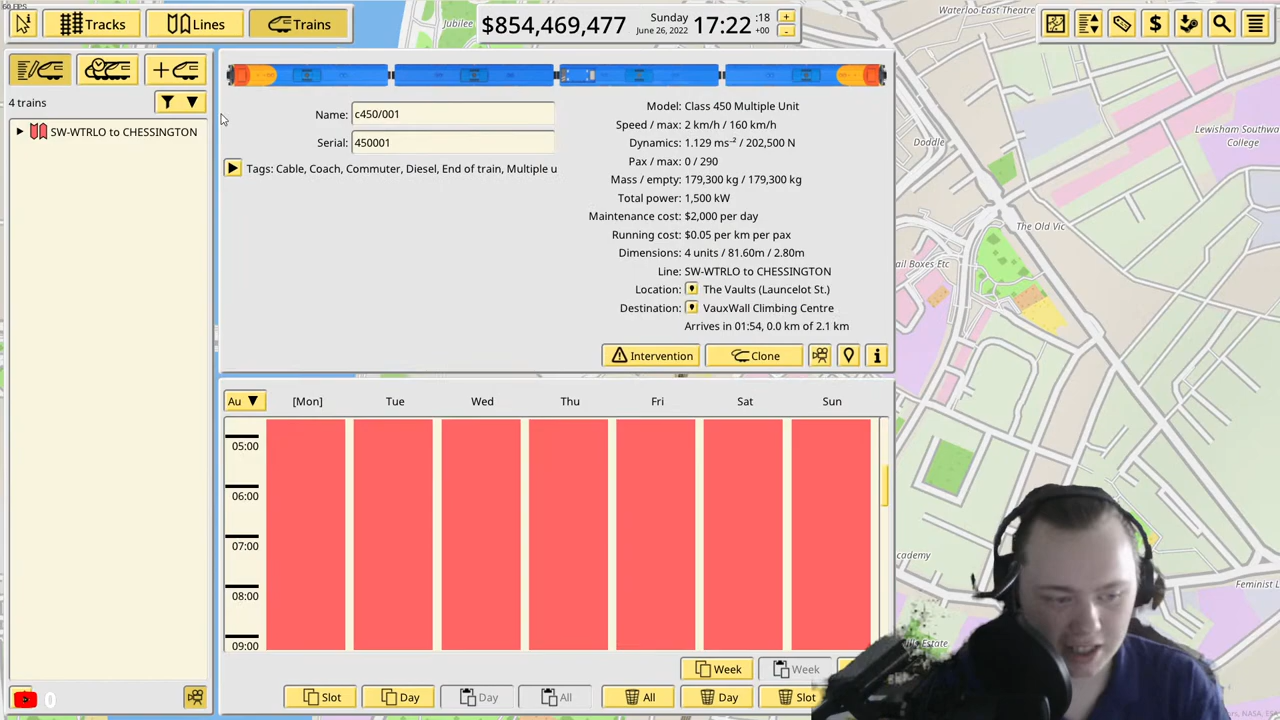 60 FPS
Tracks
Lines
Trains
Jubilee
$854,469,477
Sunday
June 26, 2022
17:22
:18
+00
+
-
Waterloo East Theatre
$
4 trains
SW-WTRLO to CHESSINGTON
Name: c450/001
Serial: 450001
Tags: Cable, Coach, Commuter, Diesel, End of train, Multiple u
Model: Class 450 Multiple Unit
Speed / max: 2 km/h / 160 km/h
Dynamics: 1.129 ms⁻² / 202,500 N
Pax / max: 0 / 290
Mass / empty: 179,300 kg / 179,300 kg
Total power: 1,500 kW
Maintenance cost: $2,000 per day
Running cost: $0.05 per km per pax
Dimensions: 4 units / 81.60m / 2.80m
Line: SW-WTRLO to CHESSINGTON
Location: The Vaults (Launcelot St.)
Destination: VauxWall Climbing Centre
Arrives in 01:54, 0.0 km of 2.1 km
Intervention
Clone
i
Au
[Mon]
Tue
Wed
Thu
Fri
Sat
Sun
05:00
06:00
07:00
08:00
09:00
Week
Week
Slot
Day
Day
All
All
Day
Slot
0
Doddle
The Old Vic
ail Boxes Etc
Lewisham Southwa
College
cademy
Feminist L
lic Estate